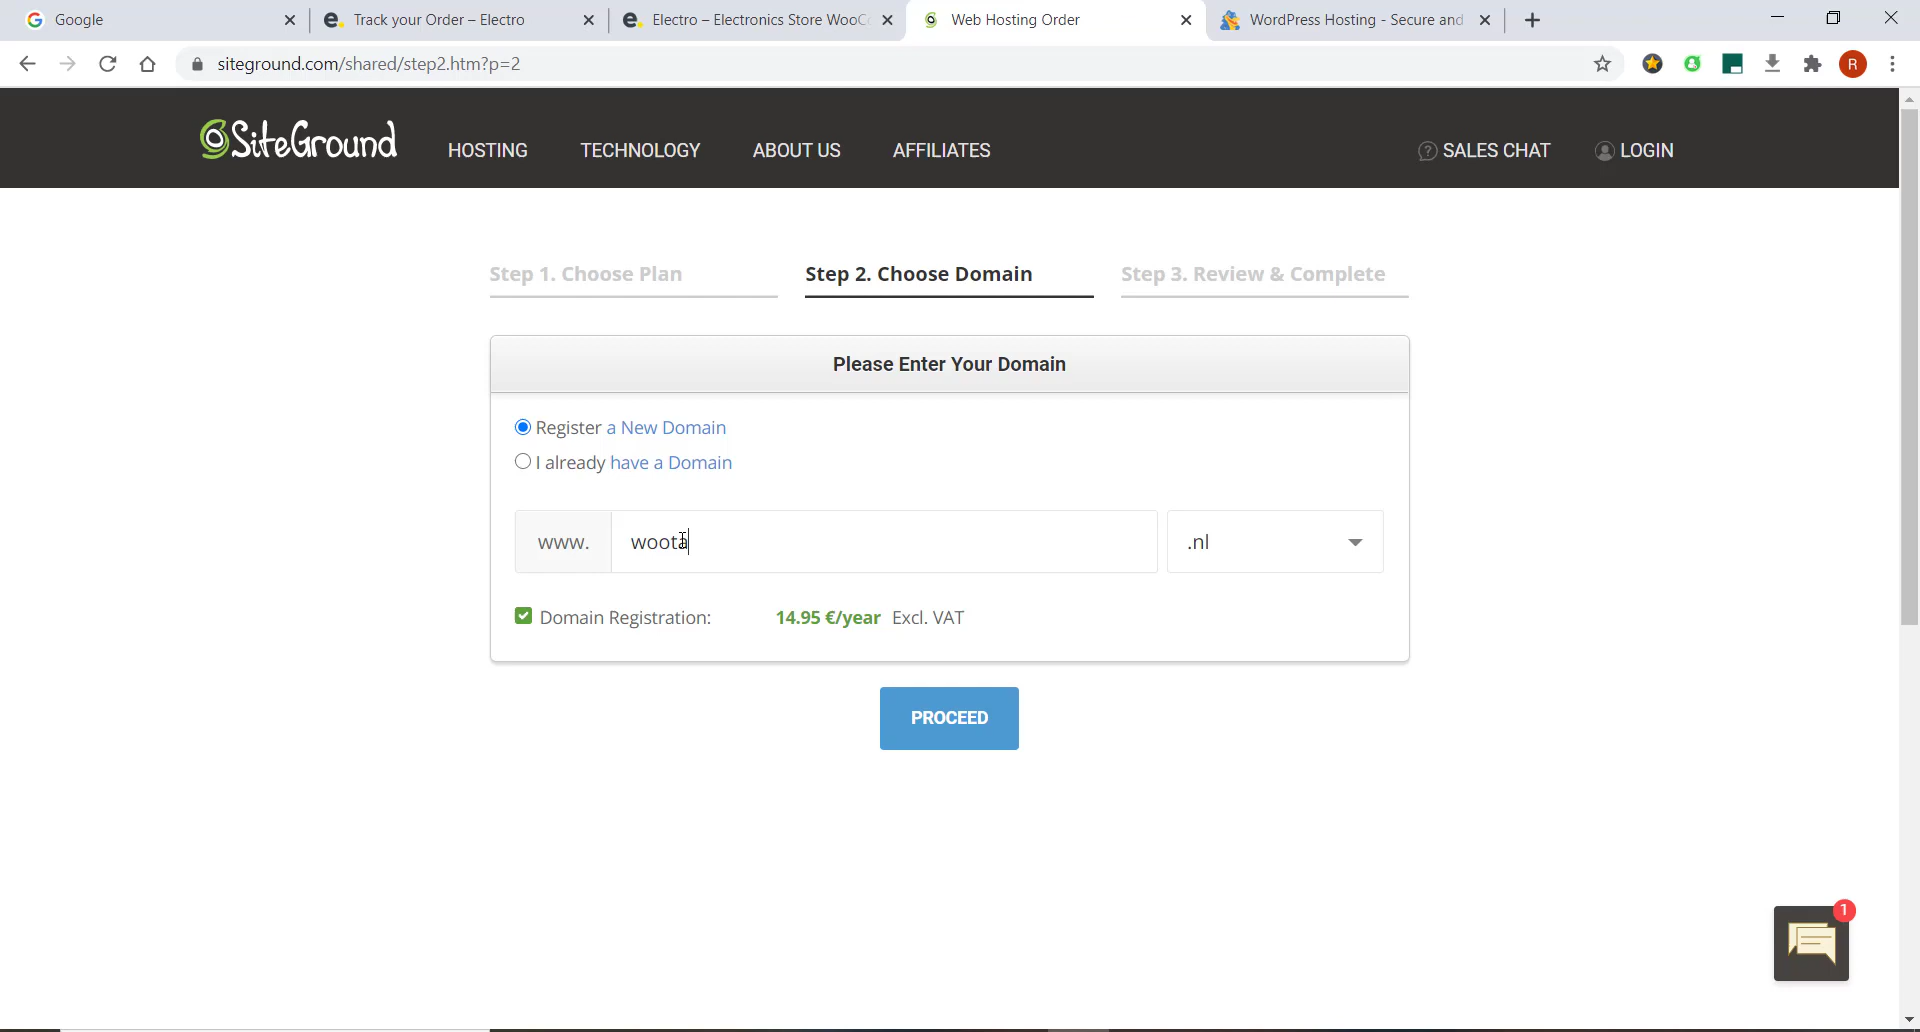 Google
Track your Order – Electro
Electro – Electronics Store WooCo
Web Hosting Order
WordPress Hosting - Secure and
siteground.com/shared/step2.htm?p=2
R
SiteGround
HOSTING
TECHNOLOGY
ABOUT US
AFFILIATES
? SALES CHAT
LOGIN
Step 1. Choose Plan
Step 2. Choose Domain
Step 3. Review & Complete
Please Enter Your Domain
Register a New Domain
I already have a Domain
www.
woota
.nl
Domain Registration:
14.95 €/year Excl. VAT
PROCEED
1